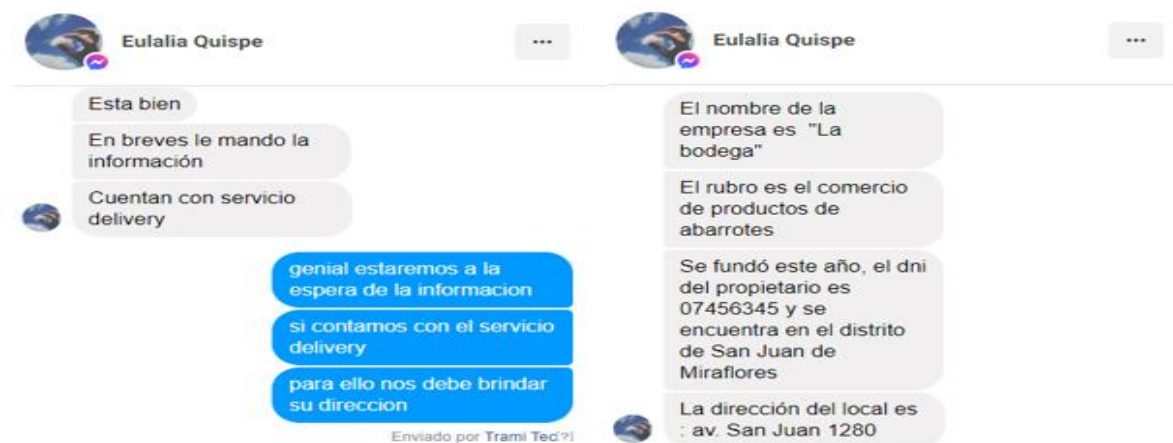 Eulalia Quispe
...
Esta bien
En breves le mando la
información
Cuentan con servicio
delivery
genial estaremos a la
espera de la informacion
si contamos con el servicio
delivery
para ello nos debe brindar
su direccion
Enviado por Trami Tec
Eulalia Quispe
...
El nombre de la
empresa es "La
bodega"
El rubro es el comercio
de productos de
abarrotes
Se fundó este año, el dni
del propietario es
07456345 y se
encuentra en el distrito
de San Juan de
Miraflores
La dirección del local es
: av. San Juan 1280